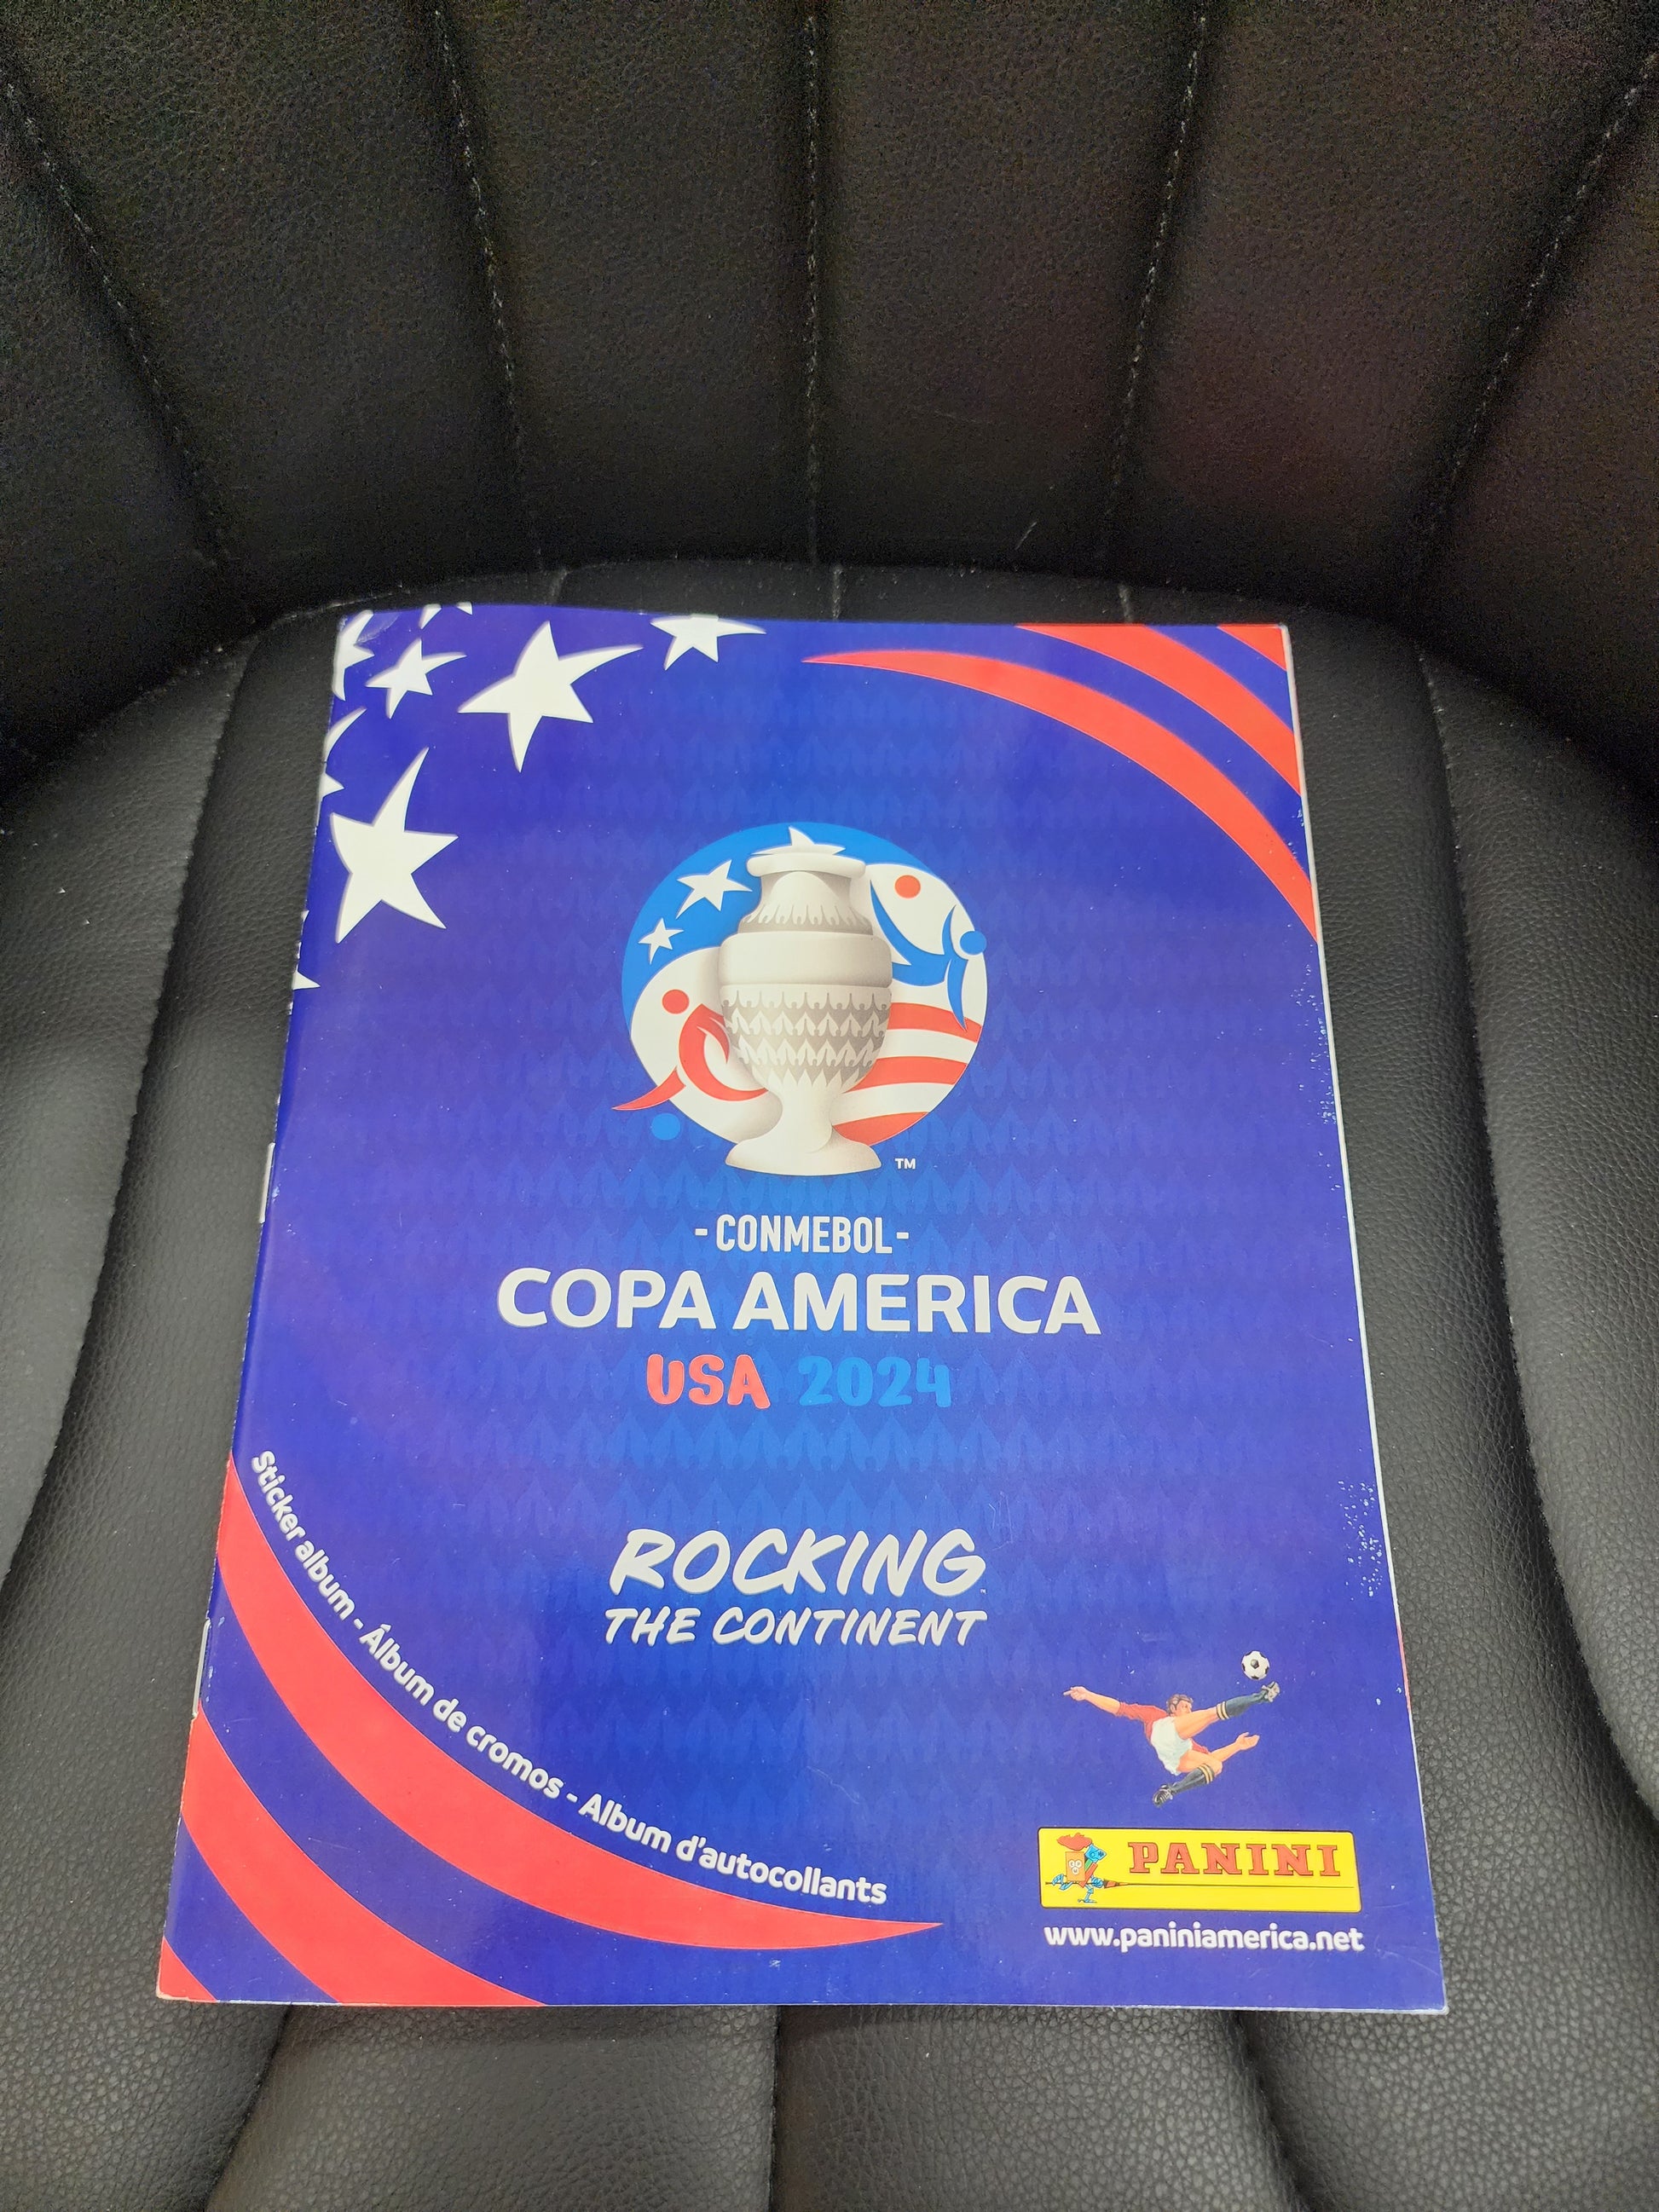 TM
- CONMEBOL -
COPA AMERICA
USA 2024
ROCKING
THE CONTINENT
Sticker album - Álbum de cromos - Album d'autocollants
PANINI
www.paniniamerica.net